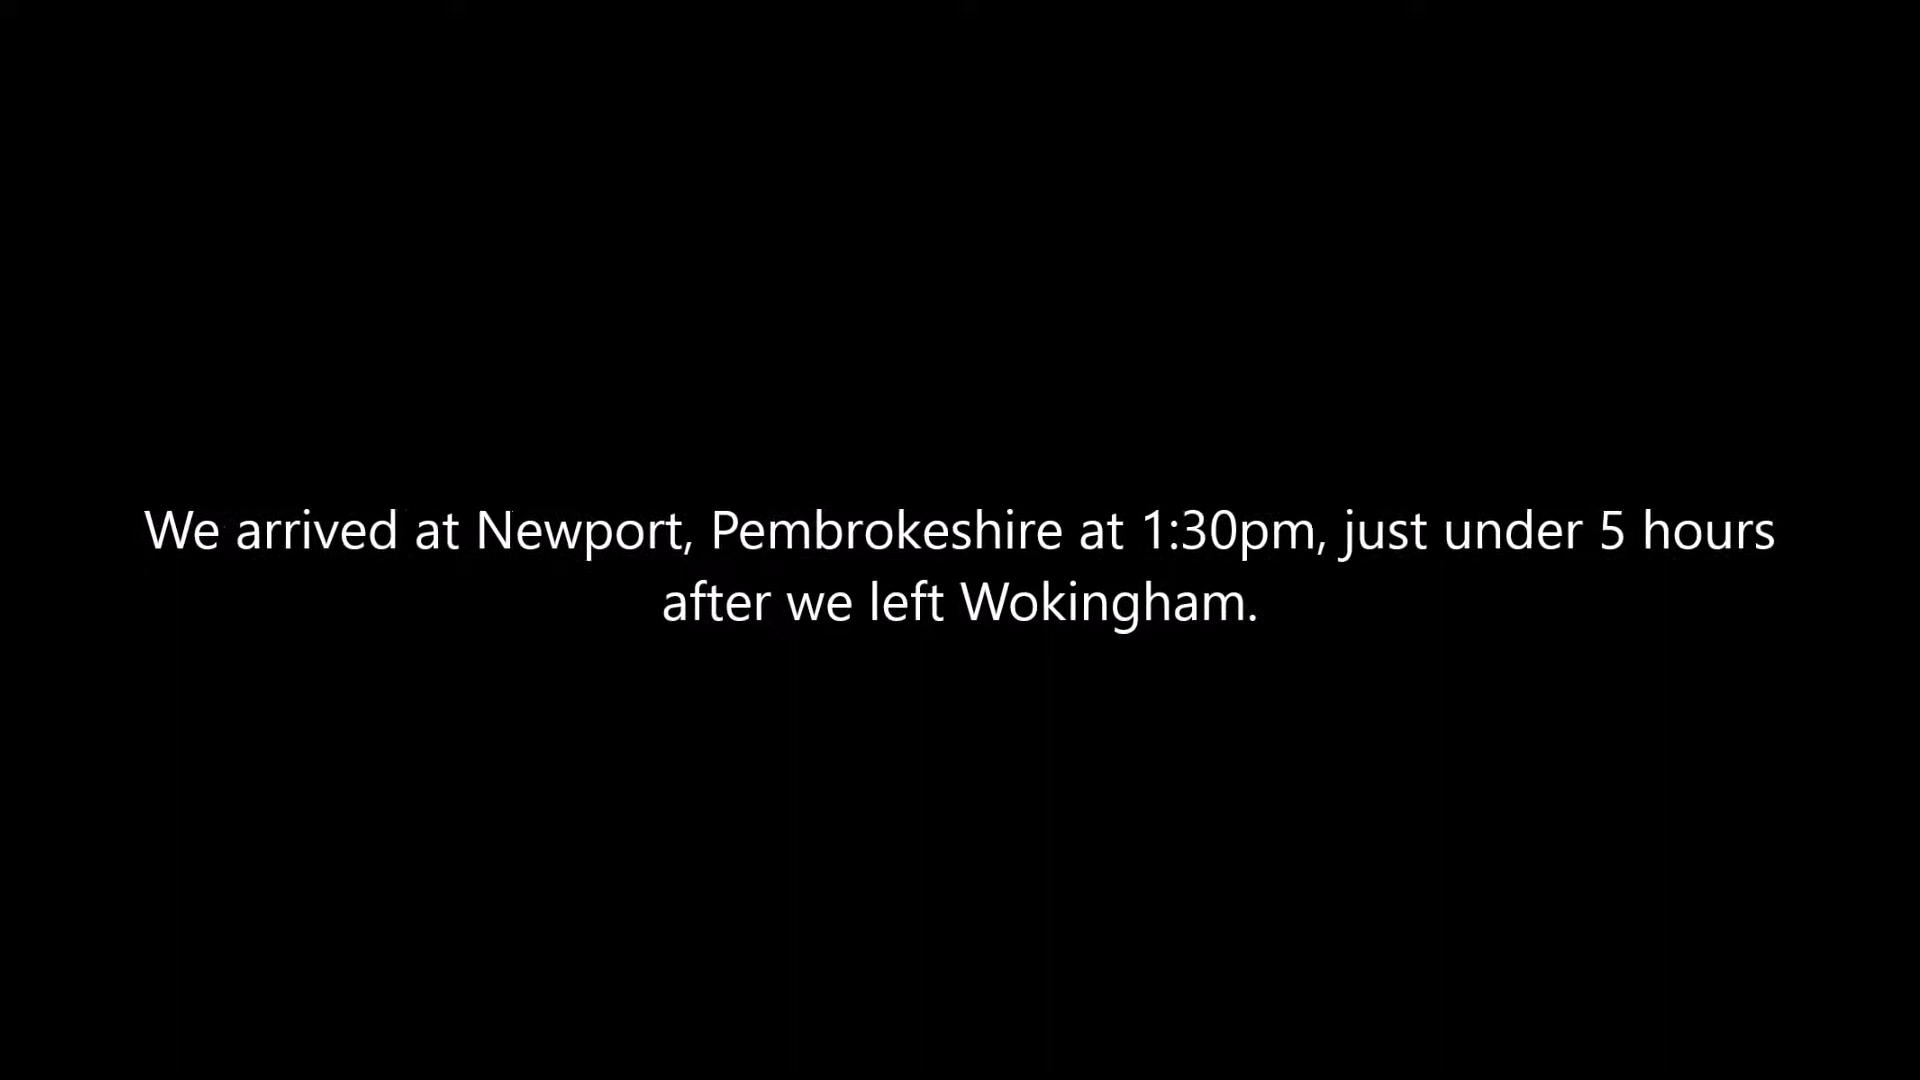 We arrived at Newport, Pembrokeshire at 1:30pm, just under 5 hours
after we left Wokingham.